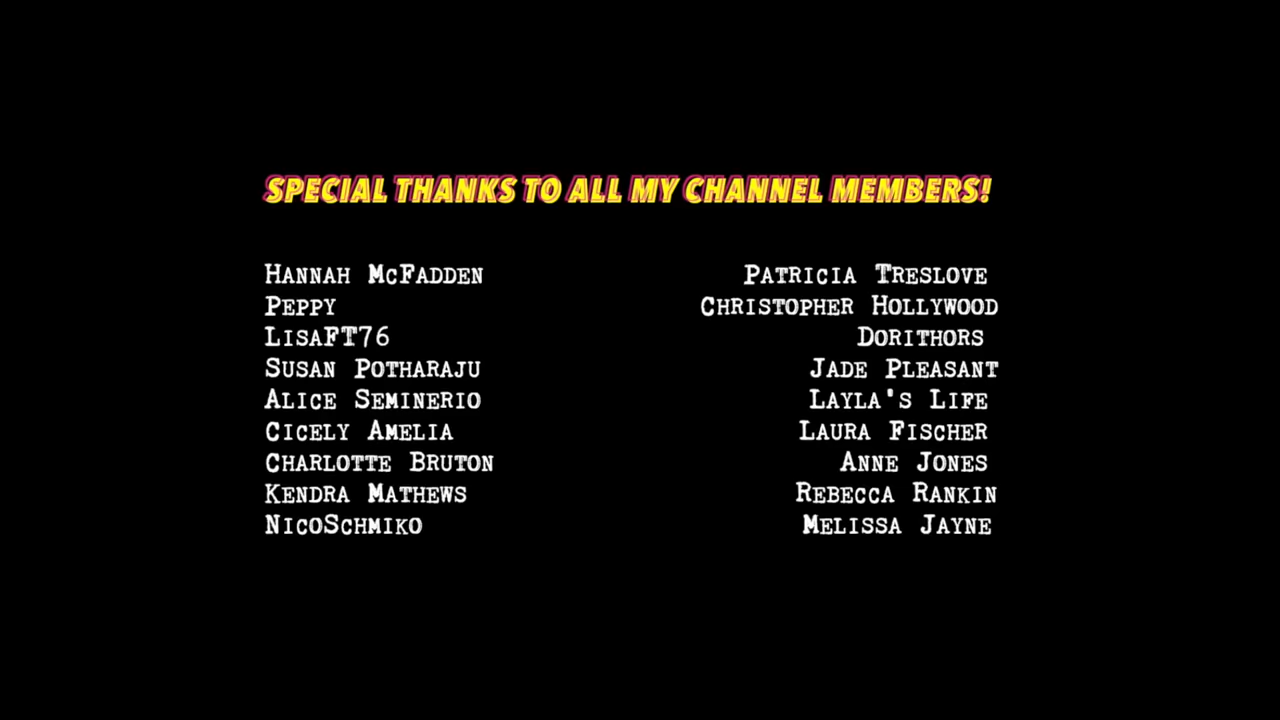 SPECIAL THANKS TO ALL MY CHANNEL MEMBERS!
Hannah McFadden
Peppy
LisaFT76
Susan Potharaju
Alice Seminerio
Cicely Amelia
Charlotte Bruton
Kendra Mathews
NicoSchmiko
Patricia Treslove
Christopher Hollywood
Dorithors
Jade Pleasant
Layla's Life
Laura Fischer
Anne Jones
Rebecca Rankin
Melissa Jayne